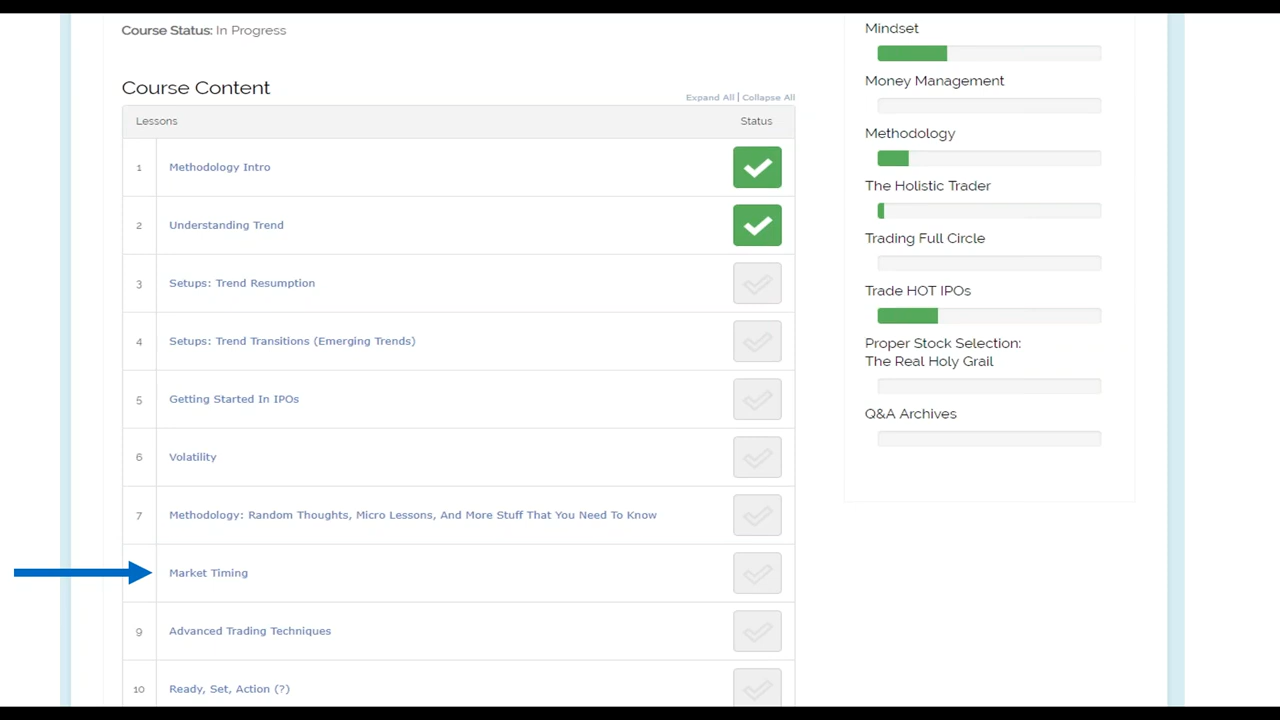 Course Status: In Progress
Course Content
Expand All | Collapse All
Lessons Status
1 Methodology Intro
2 Understanding Trend
3 Setups: Trend Resumption
4 Setups: Trend Transitions (Emerging Trends)
5 Getting Started In IPOs
6 Volatility
7 Methodology: Random Thoughts, Micro Lessons, And More Stuff That You Need To Know
Market Timing
9 Advanced Trading Techniques
10 Ready, Set, Action (?)
Mindset
Money Management
Methodology
The Holistic Trader
Trading Full Circle
Trade HOT IPOs
Proper Stock Selection:
The Real Holy Grail
Q&A Archives